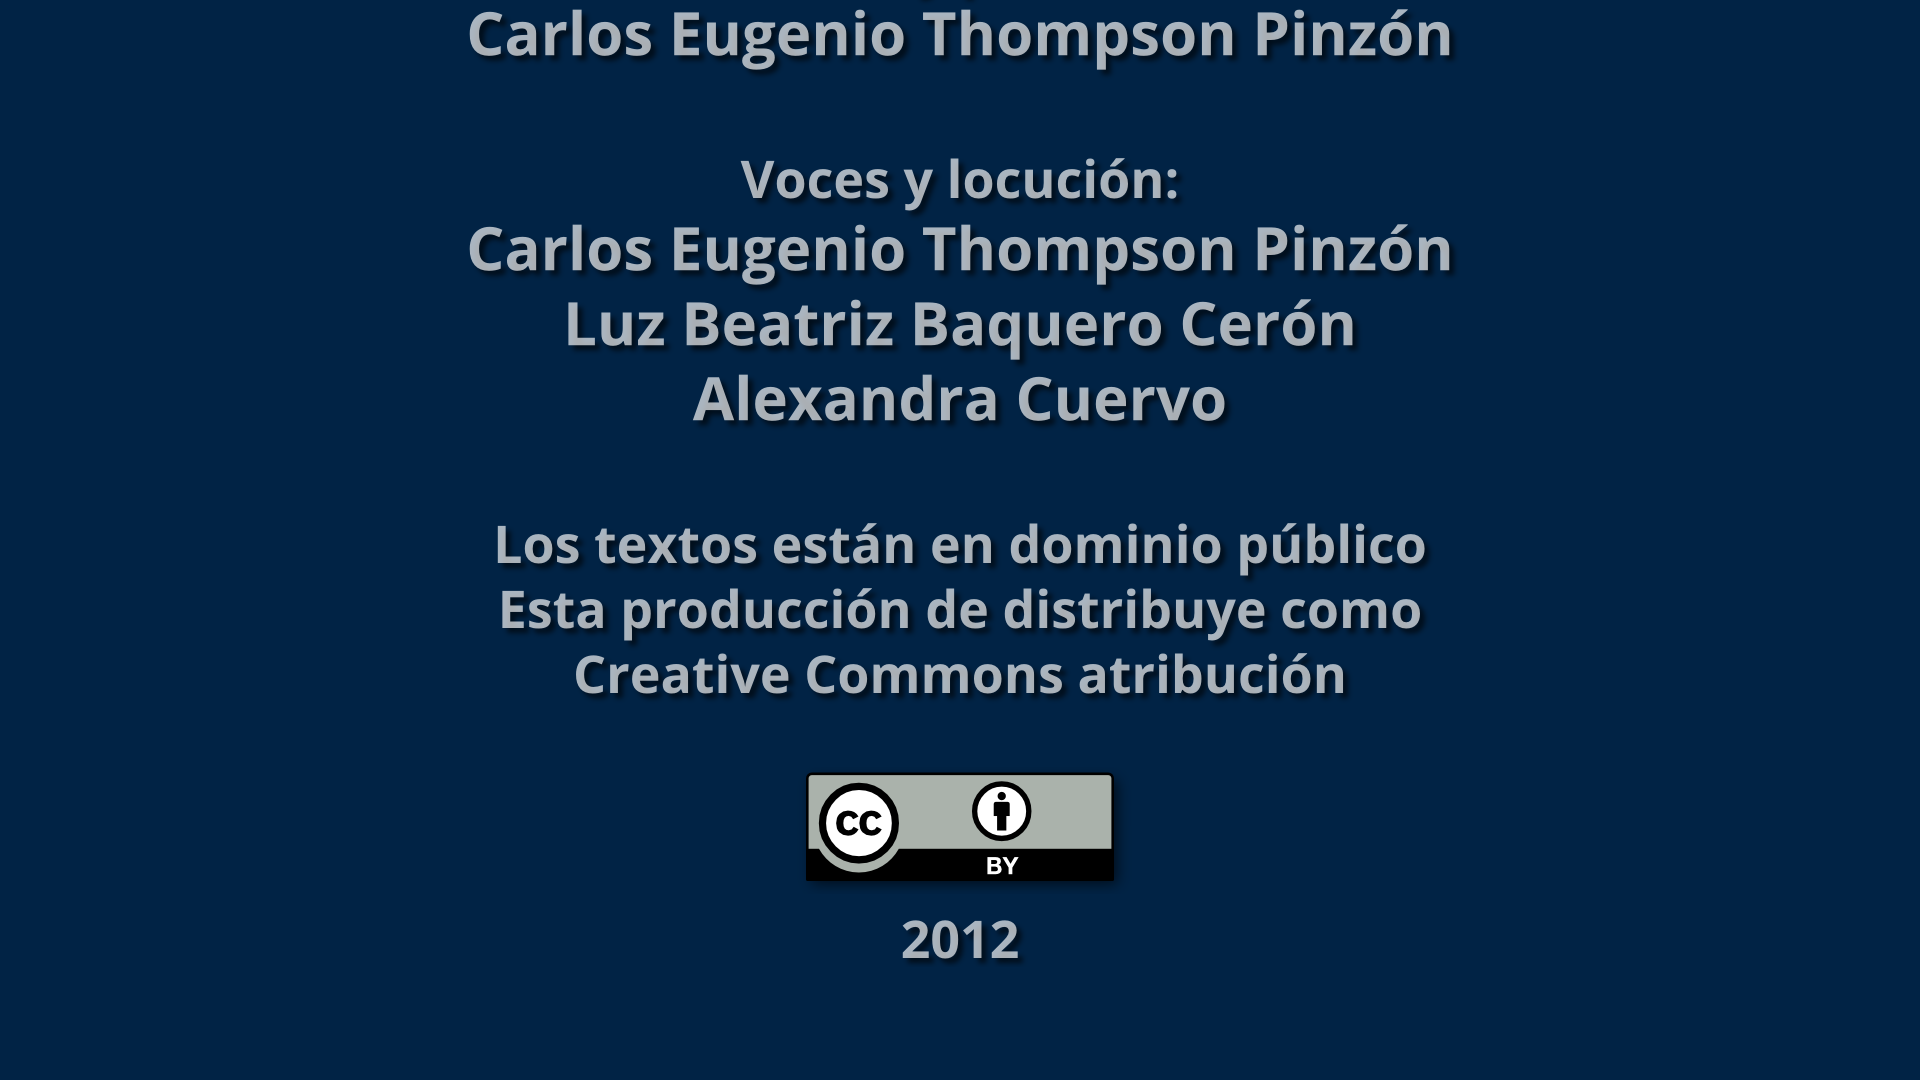 Carlos Eugenio Thompson Pinzón
Voces y locución:
Carlos Eugenio Thompson Pinzón
Luz Beatriz Baquero Cerón
Alexandra Cuervo
Los textos están en dominio público
Esta producción de distribuye como
Creative Commons atribución
cc
BY
2012